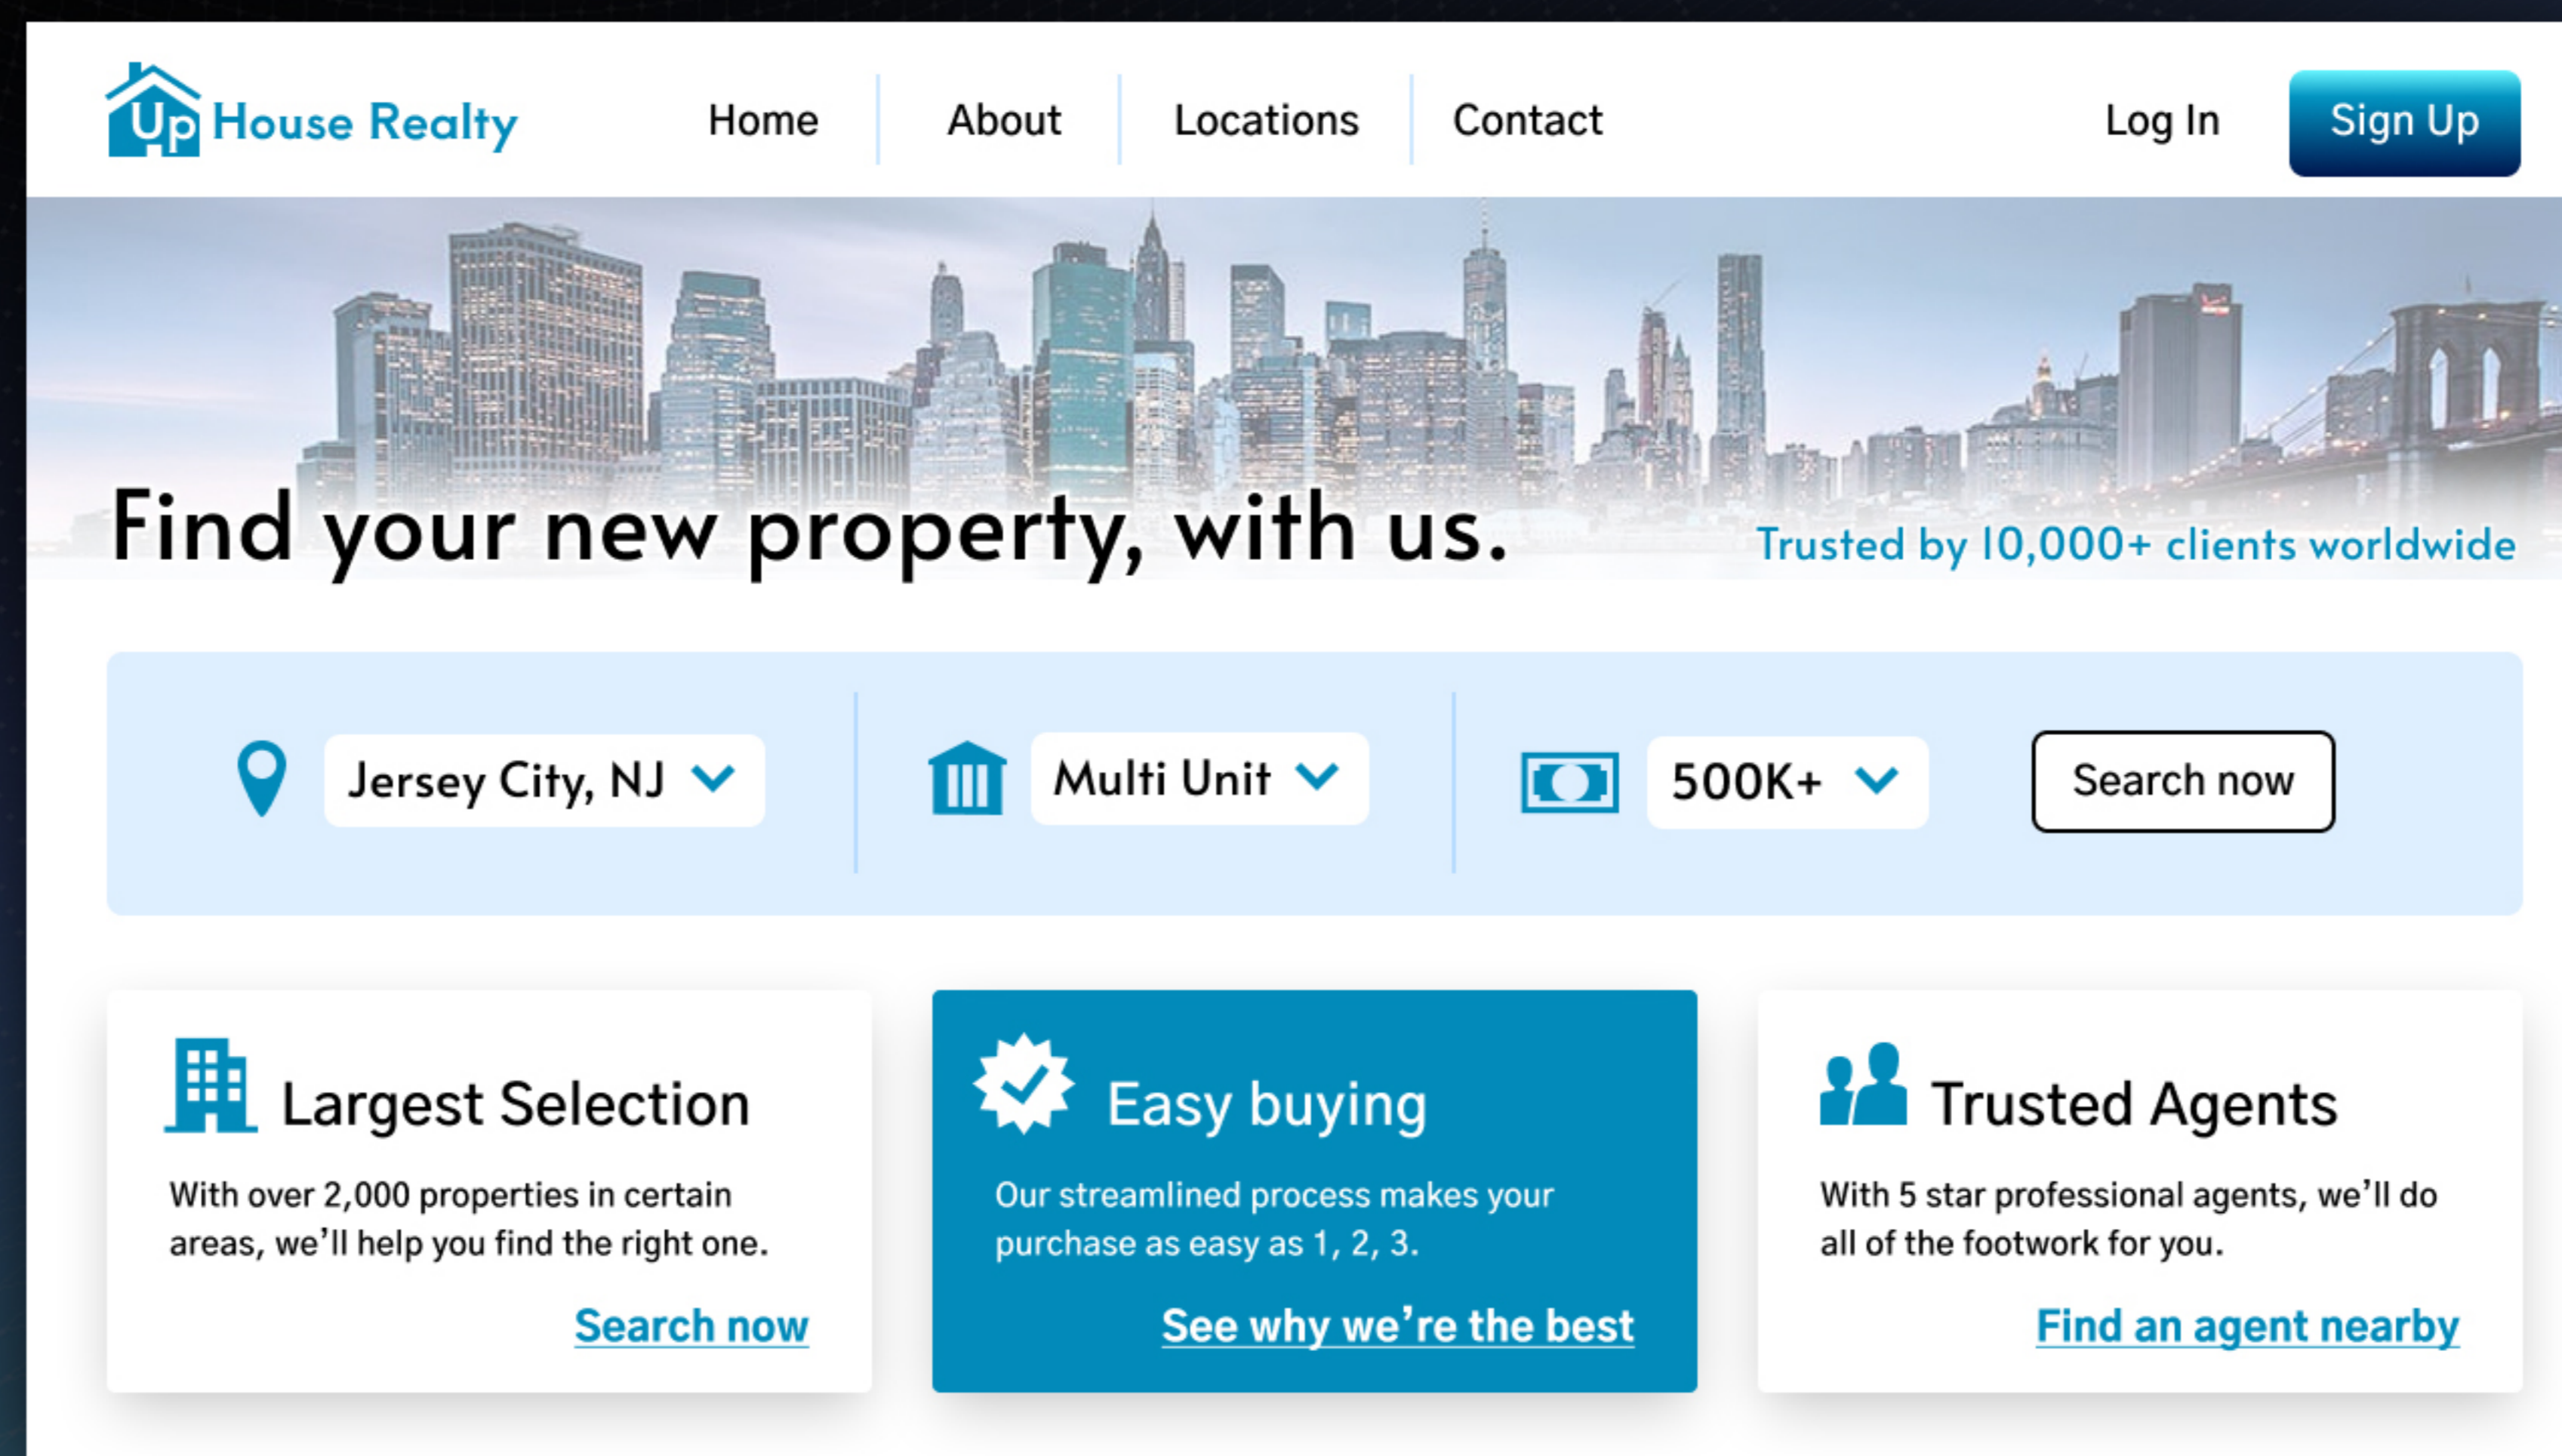 Up House Realty
Home
About
Locations
Contact
Log In
Sign Up
Find your new property, with us.
Trusted by 10,000+ clients worldwide
Jersey City, NJ
Multi Unit
500K+
Search now
Largest Selection
With over 2,000 properties in certain
areas, we’ll help you find the right one.
Search now
Easy buying
Our streamlined process makes your
purchase as easy as 1, 2, 3.
See why we’re the best
Trusted Agents
With 5 star professional agents, we’ll do
all of the footwork for you.
Find an agent nearby